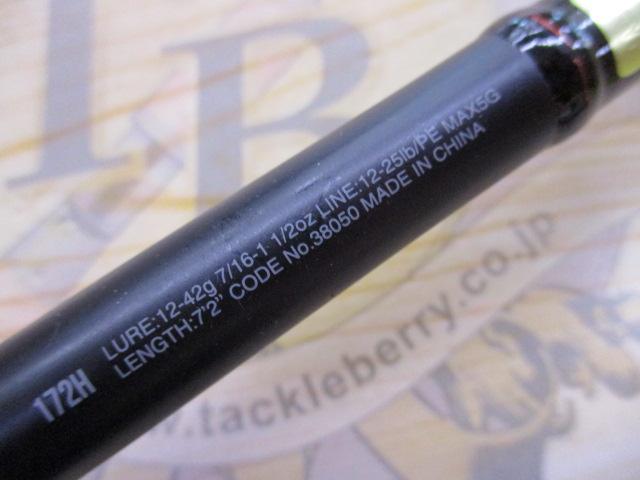 172H
LURE:12-42g 7/16-1 1/2oz LINE:12-25lb/PE MAX5G
LENGTH:7'2" CODE No.38050 MADE IN CHINA
www.tackleberry.co.jp